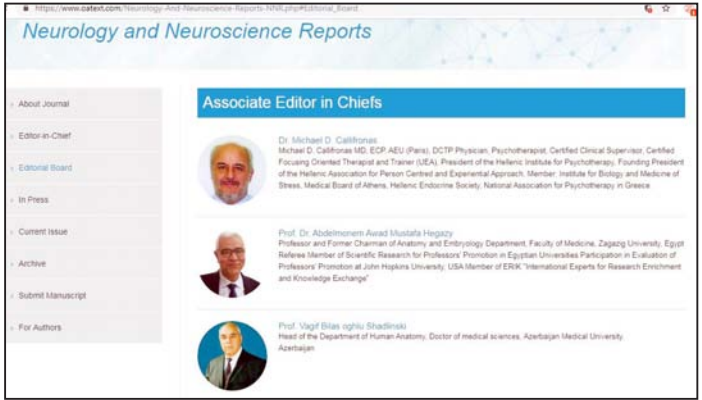 https://www.oatext.com/Neurology-And-Neuroscience-Reports-NNR.php#Editorial_Board
Neurology and Neuroscience Reports
About Journal
Editor-in-Chief
Editorial Board
In Press
Current Issue
Archive
Submit Manuscript
For Authors
Associate Editor in Chiefs
Dr. Michael D. Callifronas
Michael D. Califronas MD, ECP, AEU (Paris), DCTP Physician, Psychotherapist, Certified Clinical Supervisor, Certified
Focusing Oriented Therapist and Trainer (UEA), President of the Hellenic Institute for Psychotherapy, Founding President
of the Hellenic Association for Person Centred and Experiential Approach, Member; Institute for Biology and Medicine of
Stress, Medical Board of Athens, Hellenic Endocrine Society, National Association for Psychotherapy in Greece
Prof. Dr. Abdelmonem Awad Mustafa Hegazy
Professor and Former Chairman of Anatomy and Embryology Department, Faculty of Medicine, Zagazig University, Egypt
Referee Member of Scientific Research for Professors' Promotion in Egyptian Universities Participation in Evaluation of
Professors' Promotion at John Hopkins University; USA Member of ERIK "International Experts for Research Enrichment
and Knowledge Exchange"
Prof. Vagif Bilas oghlu Shadlinski
Head of the Department of Human Anatomy, Doctor of medical sciences, Azerbaijan Medical University,
Azerbaijan